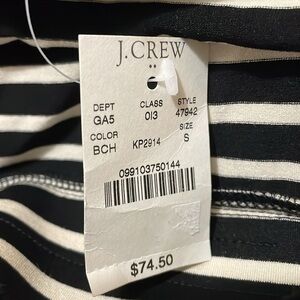 J.CREW
DEPT CLASS STYLE
GA5 013 47942
COLOR SIZE
BCH KP2914 S
099103750144
$74.50